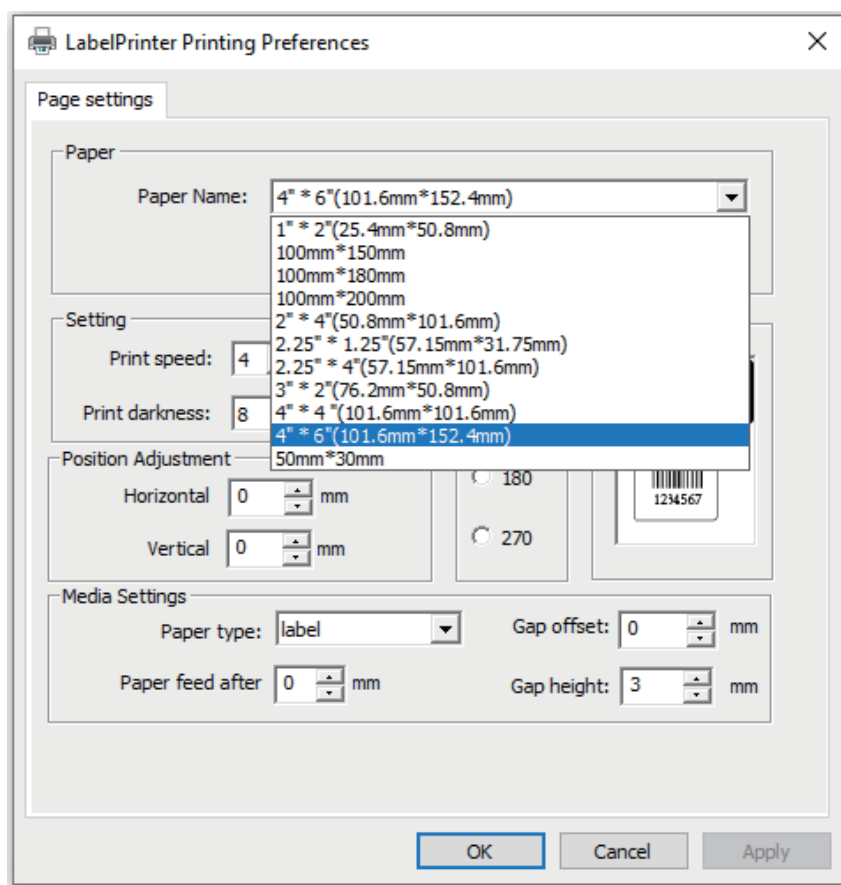 LabelPrinter Printing Preferences
Page settings
Paper
Paper Name: 4" * 6"(101.6mm*152.4mm)
1" * 2"(25.4mm*50.8mm)
100mm*150mm
100mm*180mm
100mm*200mm
2" * 4"(50.8mm*101.6mm)
2.25" * 1.25"(57.15mm*31.75mm)
2.25" * 4"(57.15mm*101.6mm)
3" * 2"(76.2mm*50.8mm)
4" * 4 "(101.6mm*101.6mm)
4" * 6"(101.6mm*152.4mm)
50mm*30mm
Setting
Print speed: 4
Print darkness: 8
Position Adjustment
Horizontal 0 mm
Vertical 0 mm
180
270
1234567
Media Settings
Paper type: label
Gap offset: 0 mm
Paper feed after 0 mm
Gap height: 3 mm
OK Cancel Apply